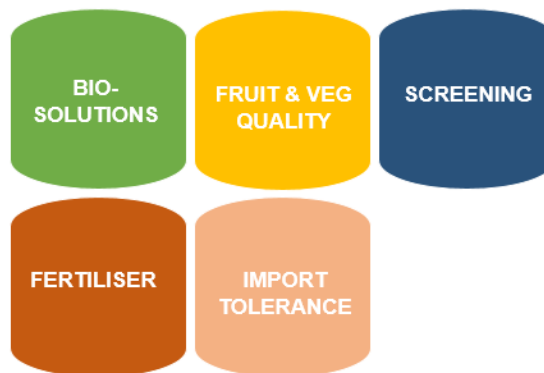 BIO-
SOLUTIONS
FRUIT & VEG
QUALITY
SCREENING
FERTILISER
IMPORT
TOLERANCE